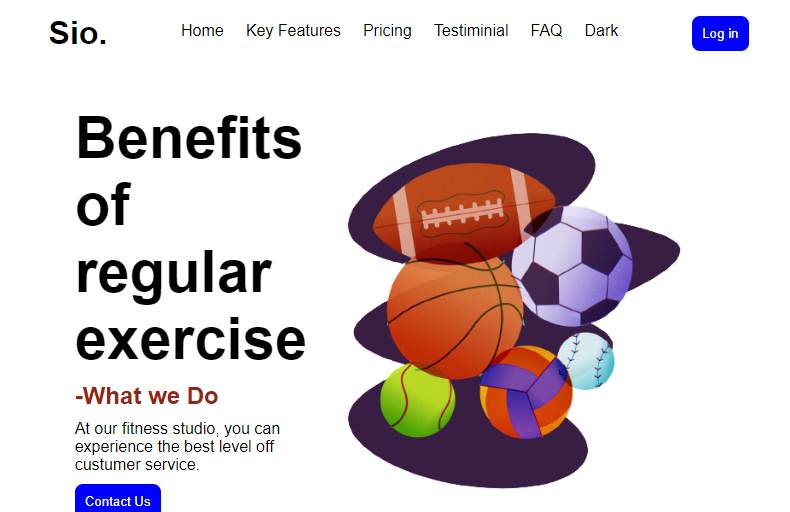 Sio.
Home Key Features Pricing Testiminial FAQ Dark
Log in
Benefits
of
regular
exercise
-What we Do
At our fitness studio, you can
experience the best level off
custumer service.
Contact Us